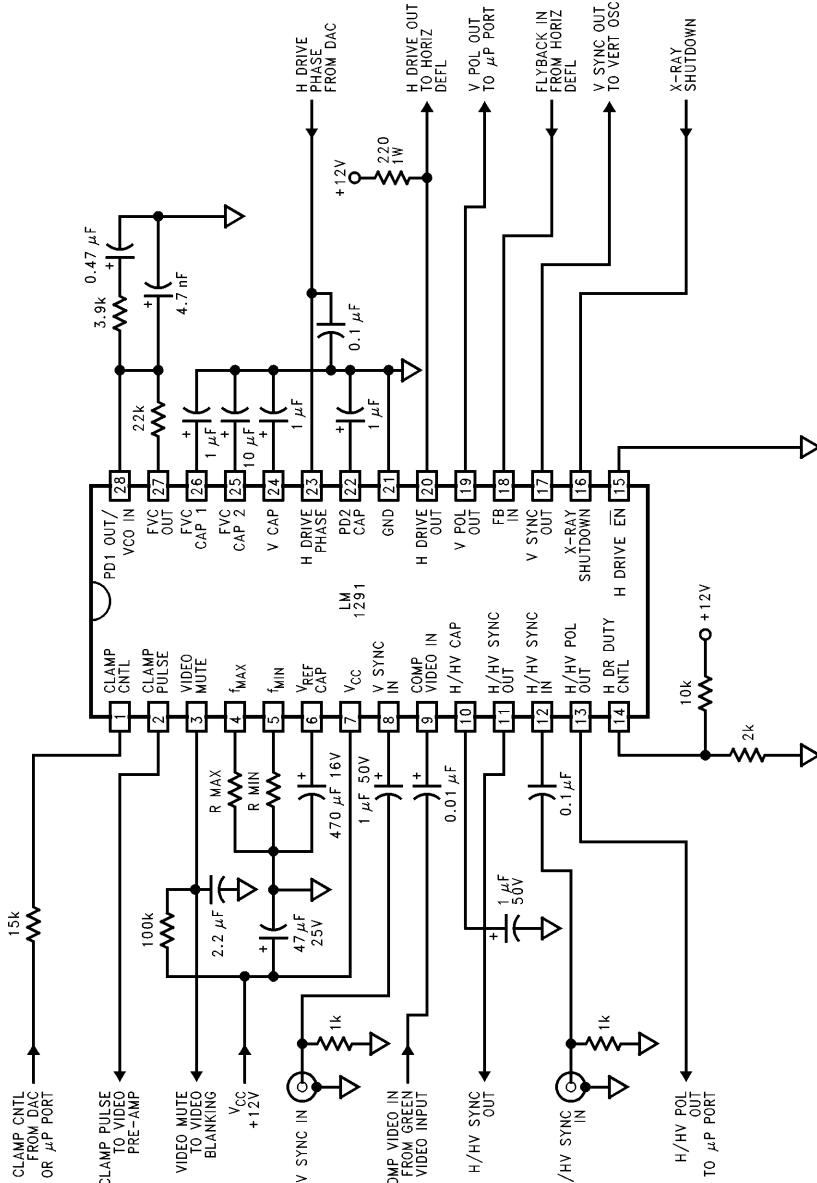 H DRIVE
PHASE
FROM DAC
H DRIVE OUT
TO HORIZ
DEFL
V POL OUT
TO μP PORT
FLYBACK IN
FROM HORIZ
DEFL
V SYNC OUT
TO VERT OSC
X-RAY
SHUTDOWN
+12V
220
1W
0.47 μF
+
3.9k
+
4.7 nF
22k
+
1 μF
+
10 μF
+
1 μF
0.1 μF
+
1 μF
28
27
26
25
24
23
22
21
20
19
18
17
16
15
PD1 OUT/
VCO IN
FVC
OUT
FVC
CAP 1
FVC
CAP 2
V CAP
H DRIVE
PHASE
PD2
CAP
GND
H DRIVE
OUT
V POL
OUT
FB
IN
V SYNC
OUT
X-RAY
SHUTDOWN
H DRIVE E̅N̅
LM
1291
CLAMP
CNTL
CLAMP
PULSE
VIDEO
MUTE
fMAX
fMIN
VREF
CAP
VCC
V SYNC
IN
COMP
VIDEO IN
H/HV CAP
H/HV SYNC
OUT
H/HV SYNC
IN
H/HV POL
OUT
H DR DUTY
CNTL
1
2
3
4
5
6
7
8
9
10
11
12
13
14
R MAX
R MIN
+
470 μF 16V
+
1 μF 50V
+
0.01 μF
0.1μF
10k
+12V
2k
15k
100k
2.2 μF
+
47 μF
25V
1k
+
1 μF
50V
1k
CLAMP CNTL
FROM DAC
OR μP PORT
CLAMP PULSE
TO VIDEO
PRE-AMP
VIDEO MUTE
TO VIDEO
BLANKING
VCC
+12V
V SYNC IN
OMP VIDEO IN
FROM GREEN
VIDEO INPUT
H/HV SYNC
OUT
/HV SYNC
IN
H/HV POL
OUT
TO μP PORT